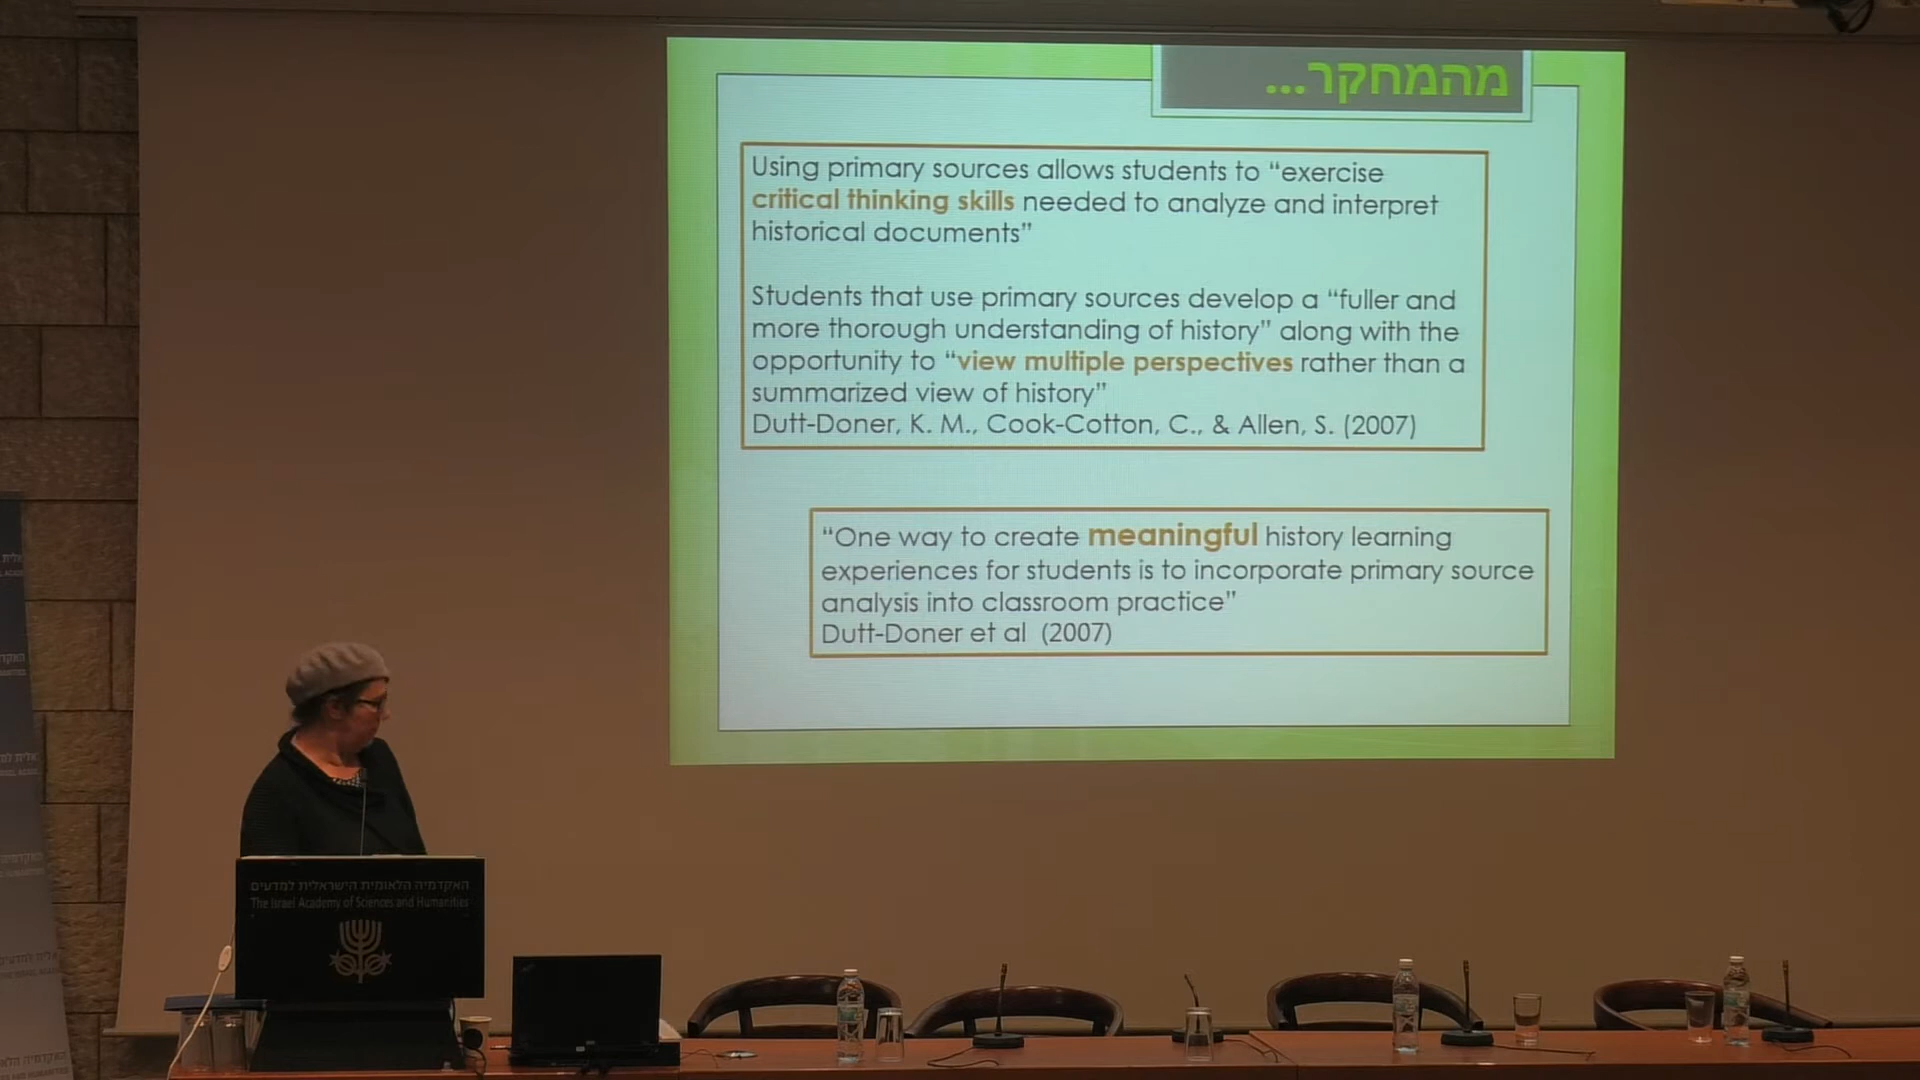 מהמחקר...
Using primary sources allows students to “exercise
critical thinking skills needed to analyze and interpret
historical documents”
Students that use primary sources develop a “fuller and
more thorough understanding of history” along with the
opportunity to “view multiple perspectives rather than a
summarized view of history”
Dutt-Doner, K. M., Cook-Cotton, C., & Allen, S. (2007)
“One way to create meaningful history learning
experiences for students is to incorporate primary source
analysis into classroom practice”
Dutt-Doner et al (2007)
האקדמיה הלאומית הישראלית למדעים
The Israel Academy of Sciences and Humanities